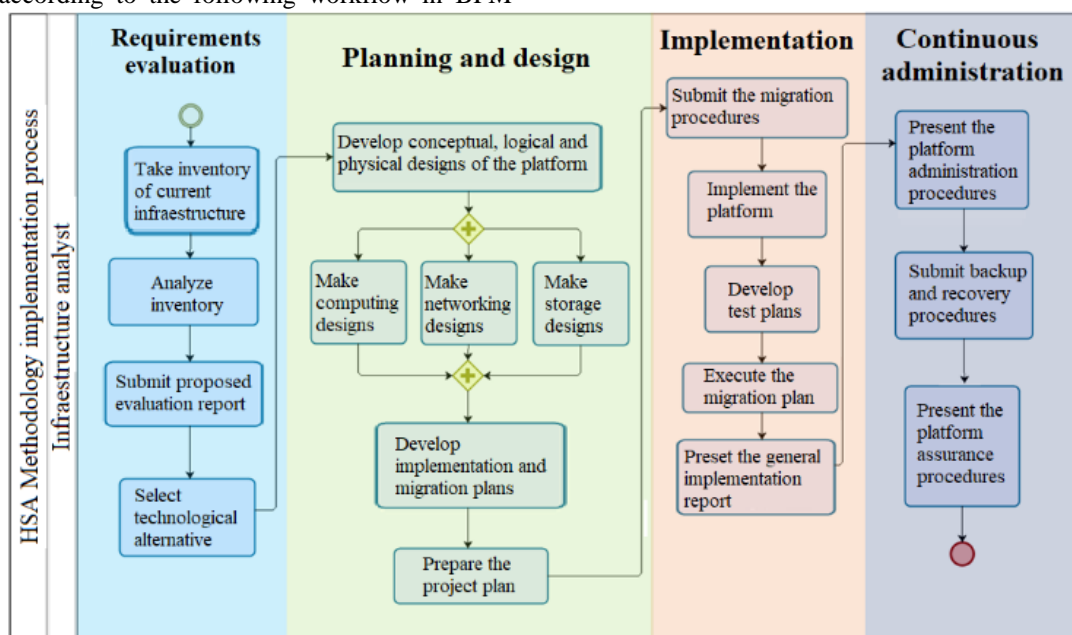 according to the following workflow in BPM
HSA Methodology implementation process
Infraestructure analyst
Requirements
evaluation
Take inventory
of current
infraestructure
Analyze
inventory
Submit proposed
evaluation report
Select
technological
alternative
Planning and design
Develop conceptual, logical and
physical designs of the platform
Make
computing
designs
Make
networking
designs
Make
storage
designs
Develop
implementation and
migration plans
Prepare the
project plan
Implementation
Submit the migration
procedures
Implement the
platform
Develop
test plans
Execute the
migration plan
Preset the general
implementation
report
Continuous
administration
Present the
platform
administration
procedures
Submit backup
and recovery
procedures
Present the
platform
assurance
procedures